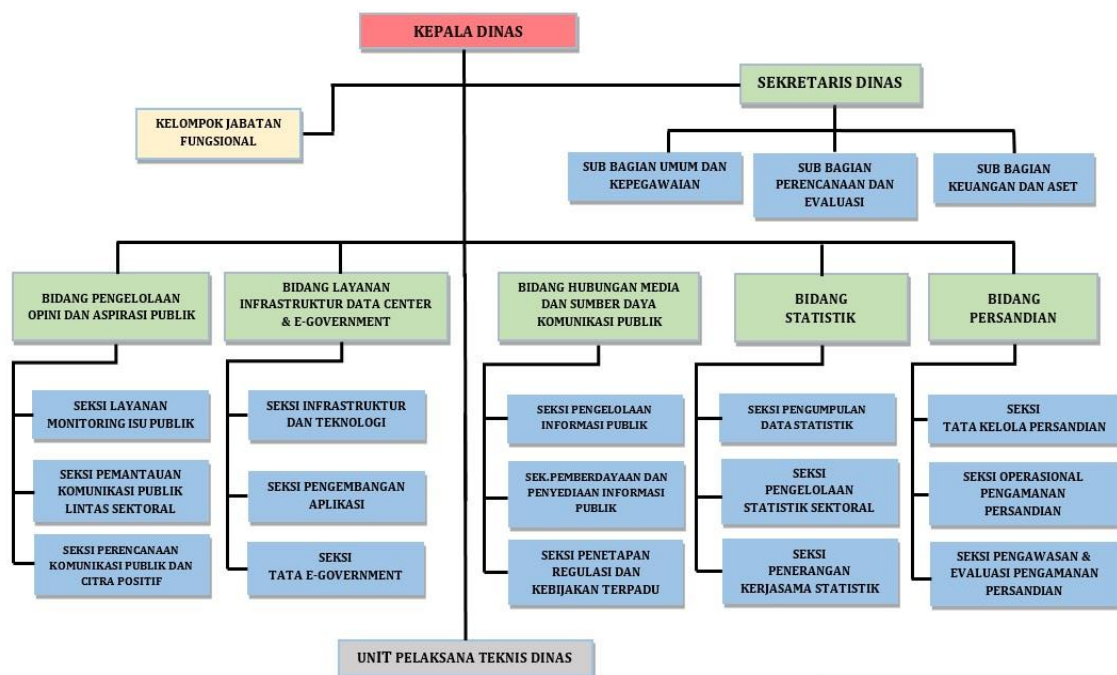 KEPALA DINAS
SEKRETARIS DINAS
KELOMPOK JABATAN
FUNGSIONAL
SUB BAGIAN UMUM DAN
KEPEGAWAIAN
SUB BAGIAN
PERENCANAAN DAN
EVALUASI
SUB BAGIAN
KEUANGAN DAN ASET
BIDANG PENGELOLAAN
OPINI DAN ASPIRASI PUBLIK
BIDANG LAYANAN
INFRASTRUKTUR DATA CENTER
& E-GOVERNMENT
BIDANG HUBUNGAN MEDIA
DAN SUMBER DAYA
KOMUNIKASI PUBLIK
BIDANG
STATISTIK
BIDANG
PERSANDIAN
SEKSI LAYANAN
MONITORING ISU PUBLIK
SEKSI PEMANTAUAN
KOMUNIKASI PUBLIK
LINTAS SEKTORAL
SEKSI PERENCANAAN
KOMUNIKASI PUBLIK DAN
CITRA POSITIF
SEKSI INFRASTRUKTUR
DAN TEKNOLOGI
SEKSI PENGEMBANGAN
APLIKASI
SEKSI
TATA E-GOVERNMENT
SEKSI PENGELOLAAN
INFORMASI PUBLIK
SEK.PEMBERDAYAAN DAN
PENYEDIAAN INFORMASI
PUBLIK
SEKSI PENETAPAN
REGULASI DAN
KEBIJAKAN TERPADU
SEKSI PENGUMPULAN
DATA STATISTIK
SEKSI
PENGELOLAAN
STATISTIK SEKTORAL
SEKSI
PENERANGAN
KERJASAMA STATISTIK
SEKSI
TATA KELOLA PERSANDIAN
SEKSI OPERASIONAL
PENGAMANAN
PERSANDIAN
SEKSI PENGAWASAN &
EVALUASI PENGAMANAN
PERSANDIAN
UNIT PELAKSANA TEKNIS DINAS